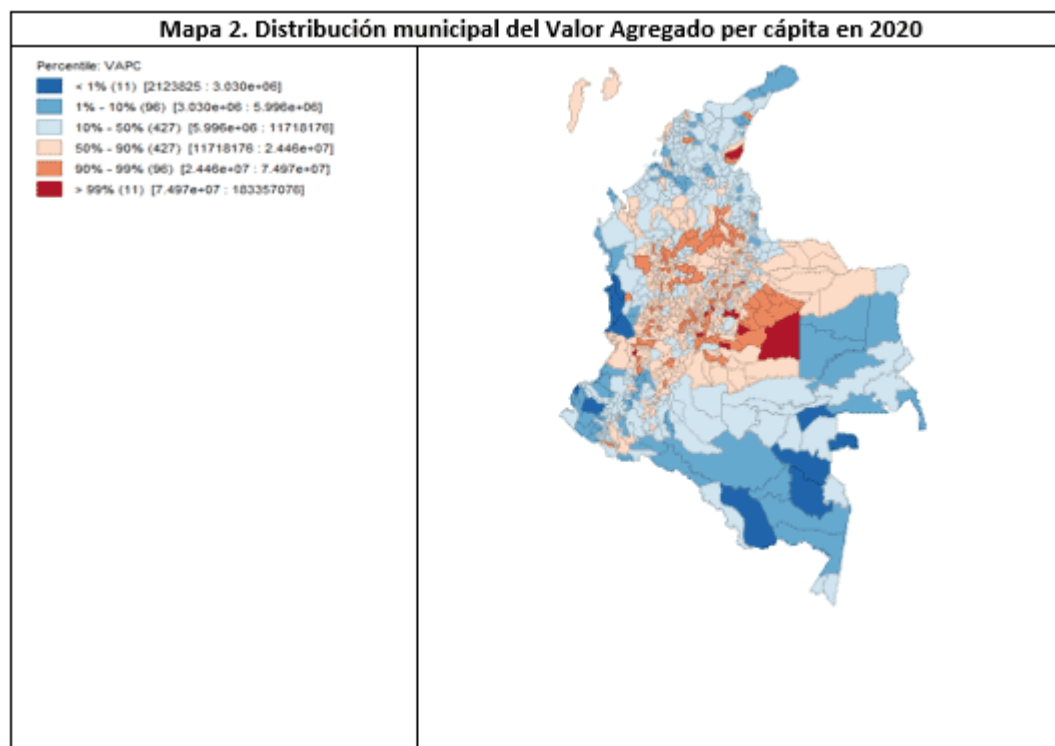 Mapa 2. Distribución municipal del Valor Agregado per cápita en 2020
Percentile: VAPC
< 1% (11) [2123825 : 3.030e+06]
1% - 10% (96) [3.030e+06 : 5.996e+06]
10% - 50% (427) [5.996e+06 : 11718176]
50% - 90% (427) [11718176 : 2.446e+07]
90% - 99% (96) [2.446e+07 : 7.497e+07]
> 99% (11) [7.497e+07 : 183357076]